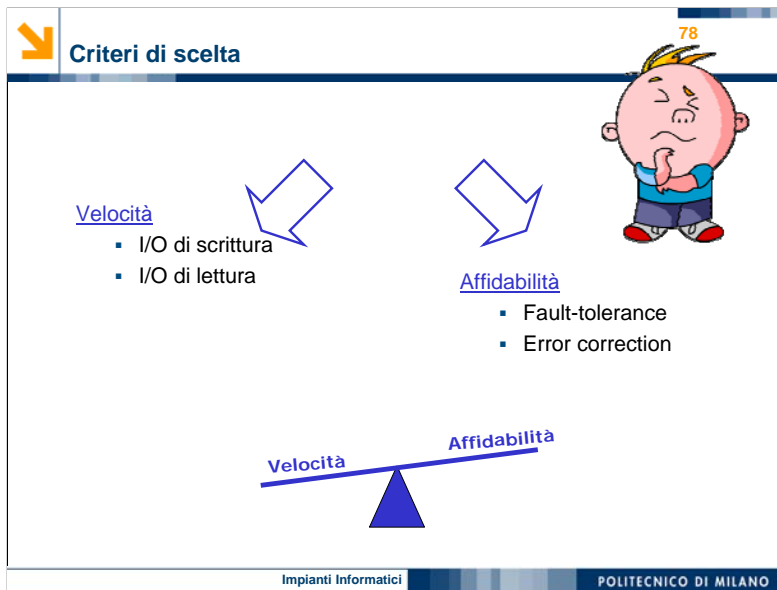 78
Criteri di scelta
Velocità
▪ I/O di scrittura
▪ I/O di lettura
Affidabilità
▪ Fault-tolerance
▪ Error correction
Velocità
Affidabilità
Impianti Informatici
POLITECNICO DI MILANO